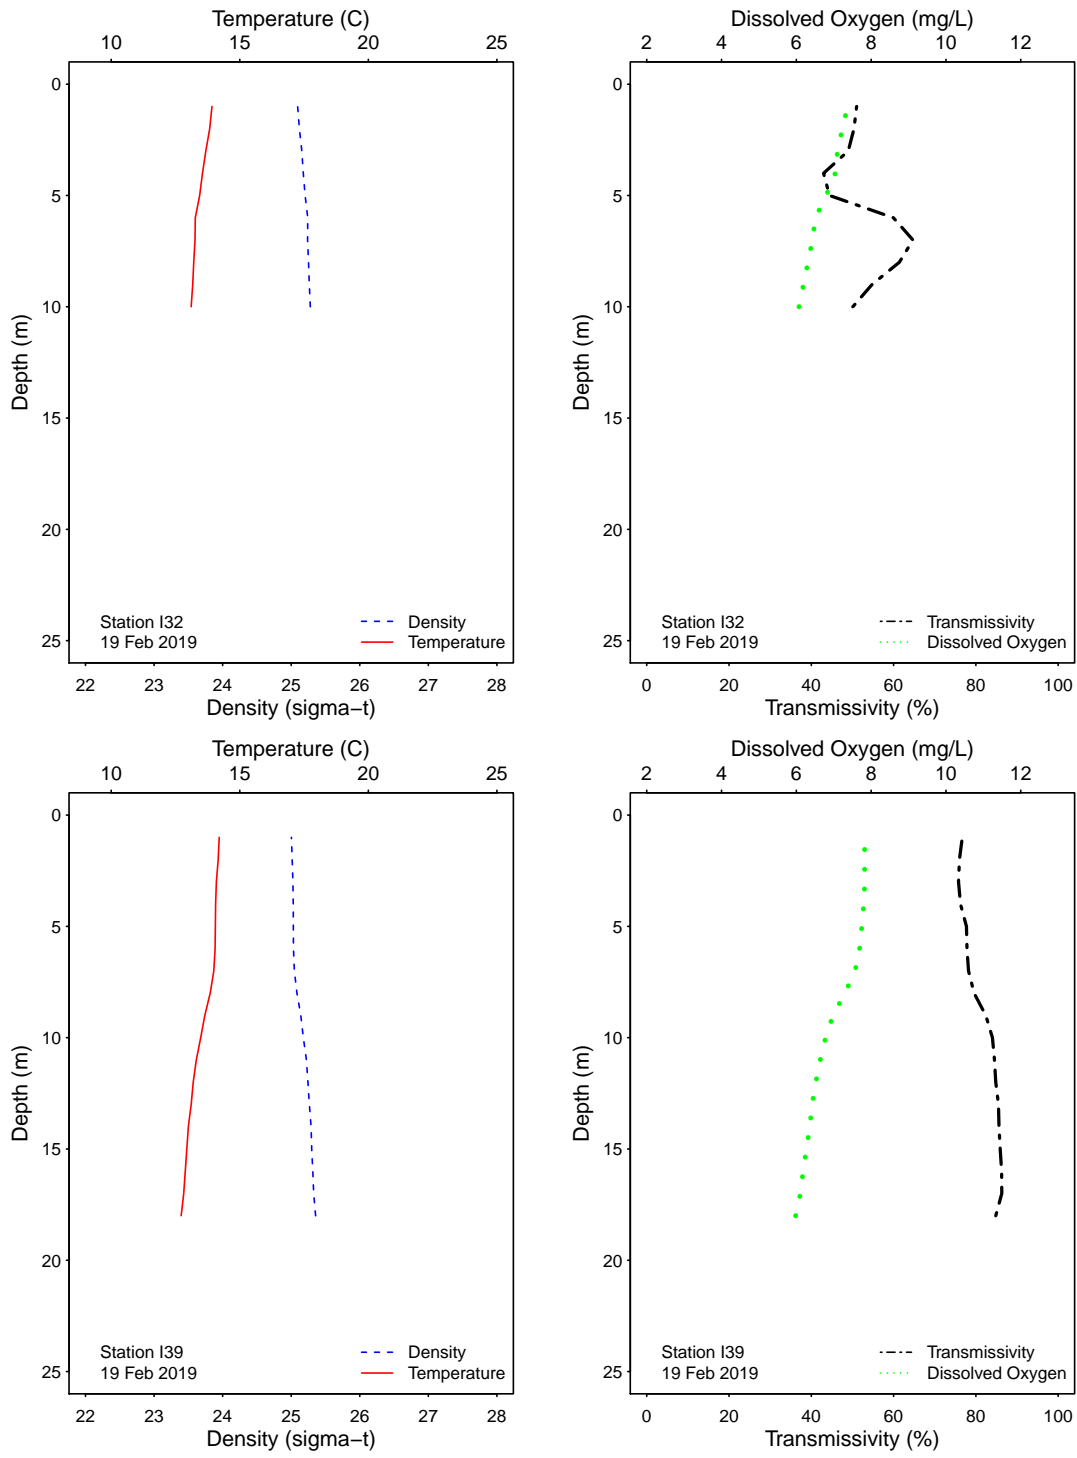 Temperature (C)
10 15 20 25
0
5
10
15
20
25
Depth (m)
Station I32
19 Feb 2019
Density
Temperature
22 23 24 25 26 27 28
Density (sigma−t)
Dissolved Oxygen (mg/L)
2 4 6 8 10 12
0
5
10
15
20
25
Depth (m)
Station I32
19 Feb 2019
Transmissivity
Dissolved Oxygen
0 20 40 60 80 100
Transmissivity (%)
Temperature (C)
10 15 20 25
0
5
10
15
20
25
Depth (m)
Station I39
19 Feb 2019
Density
Temperature
22 23 24 25 26 27 28
Density (sigma−t)
Dissolved Oxygen (mg/L)
2 4 6 8 10 12
0
5
10
15
20
25
Depth (m)
Station I39
19 Feb 2019
Transmissivity
Dissolved Oxygen
0 20 40 60 80 100
Transmissivity (%)